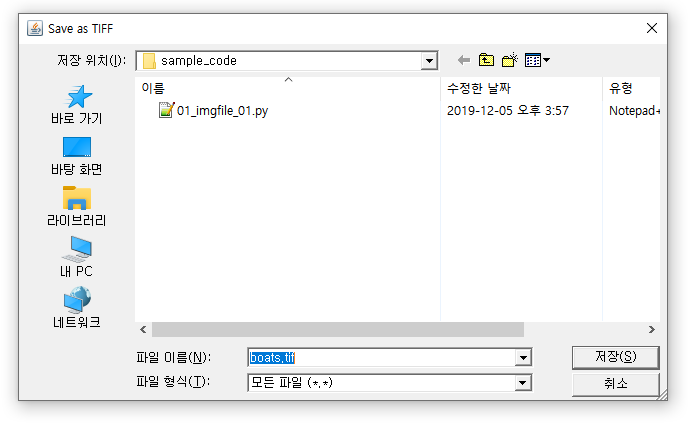 Save as TIFF
저장 위치(I):
sample_code
이름
수정한 날짜
유형
01_imgfile_01.py
2019-12-05 오후 3:57
Notepad+
바로 가기
바탕 화면
라이브러리
내 PC
네트워크
파일 이름(N):
boats.tif
저장(S)
파일 형식(T):
모든 파일 (*.*)
취소